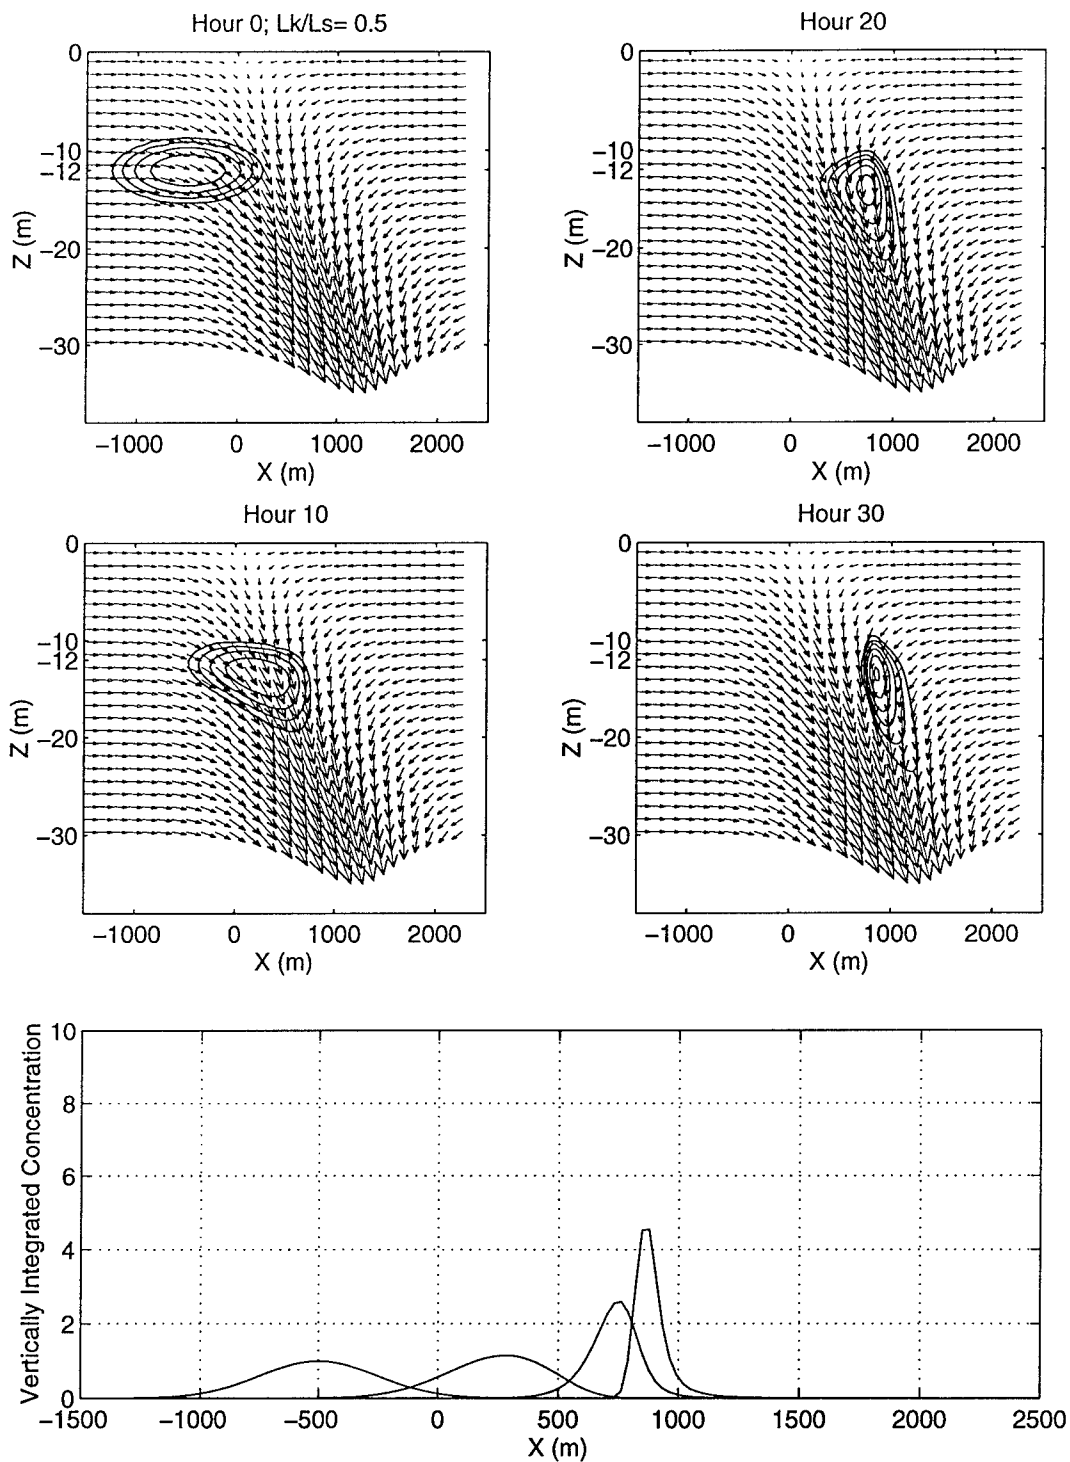 Hour 0; Lk/Ls= 0.5
0
−10
−12
−20
−30
Z (m)
−1000 0 1000 2000
X (m)
Hour 20
0
−10
−12
−20
−30
Z (m)
−1000 0 1000 2000
X (m)
Hour 10
0
−10
−12
−20
−30
Z (m)
−1000 0 1000 2000
X (m)
Hour 30
0
−10
−12
−20
−30
Z (m)
−1000 0 1000 2000
X (m)
Vertically Integrated Concentration
10
8
6
4
2
0
−1500 −1000 −500 0 500 1000 1500 2000 2500
X (m)